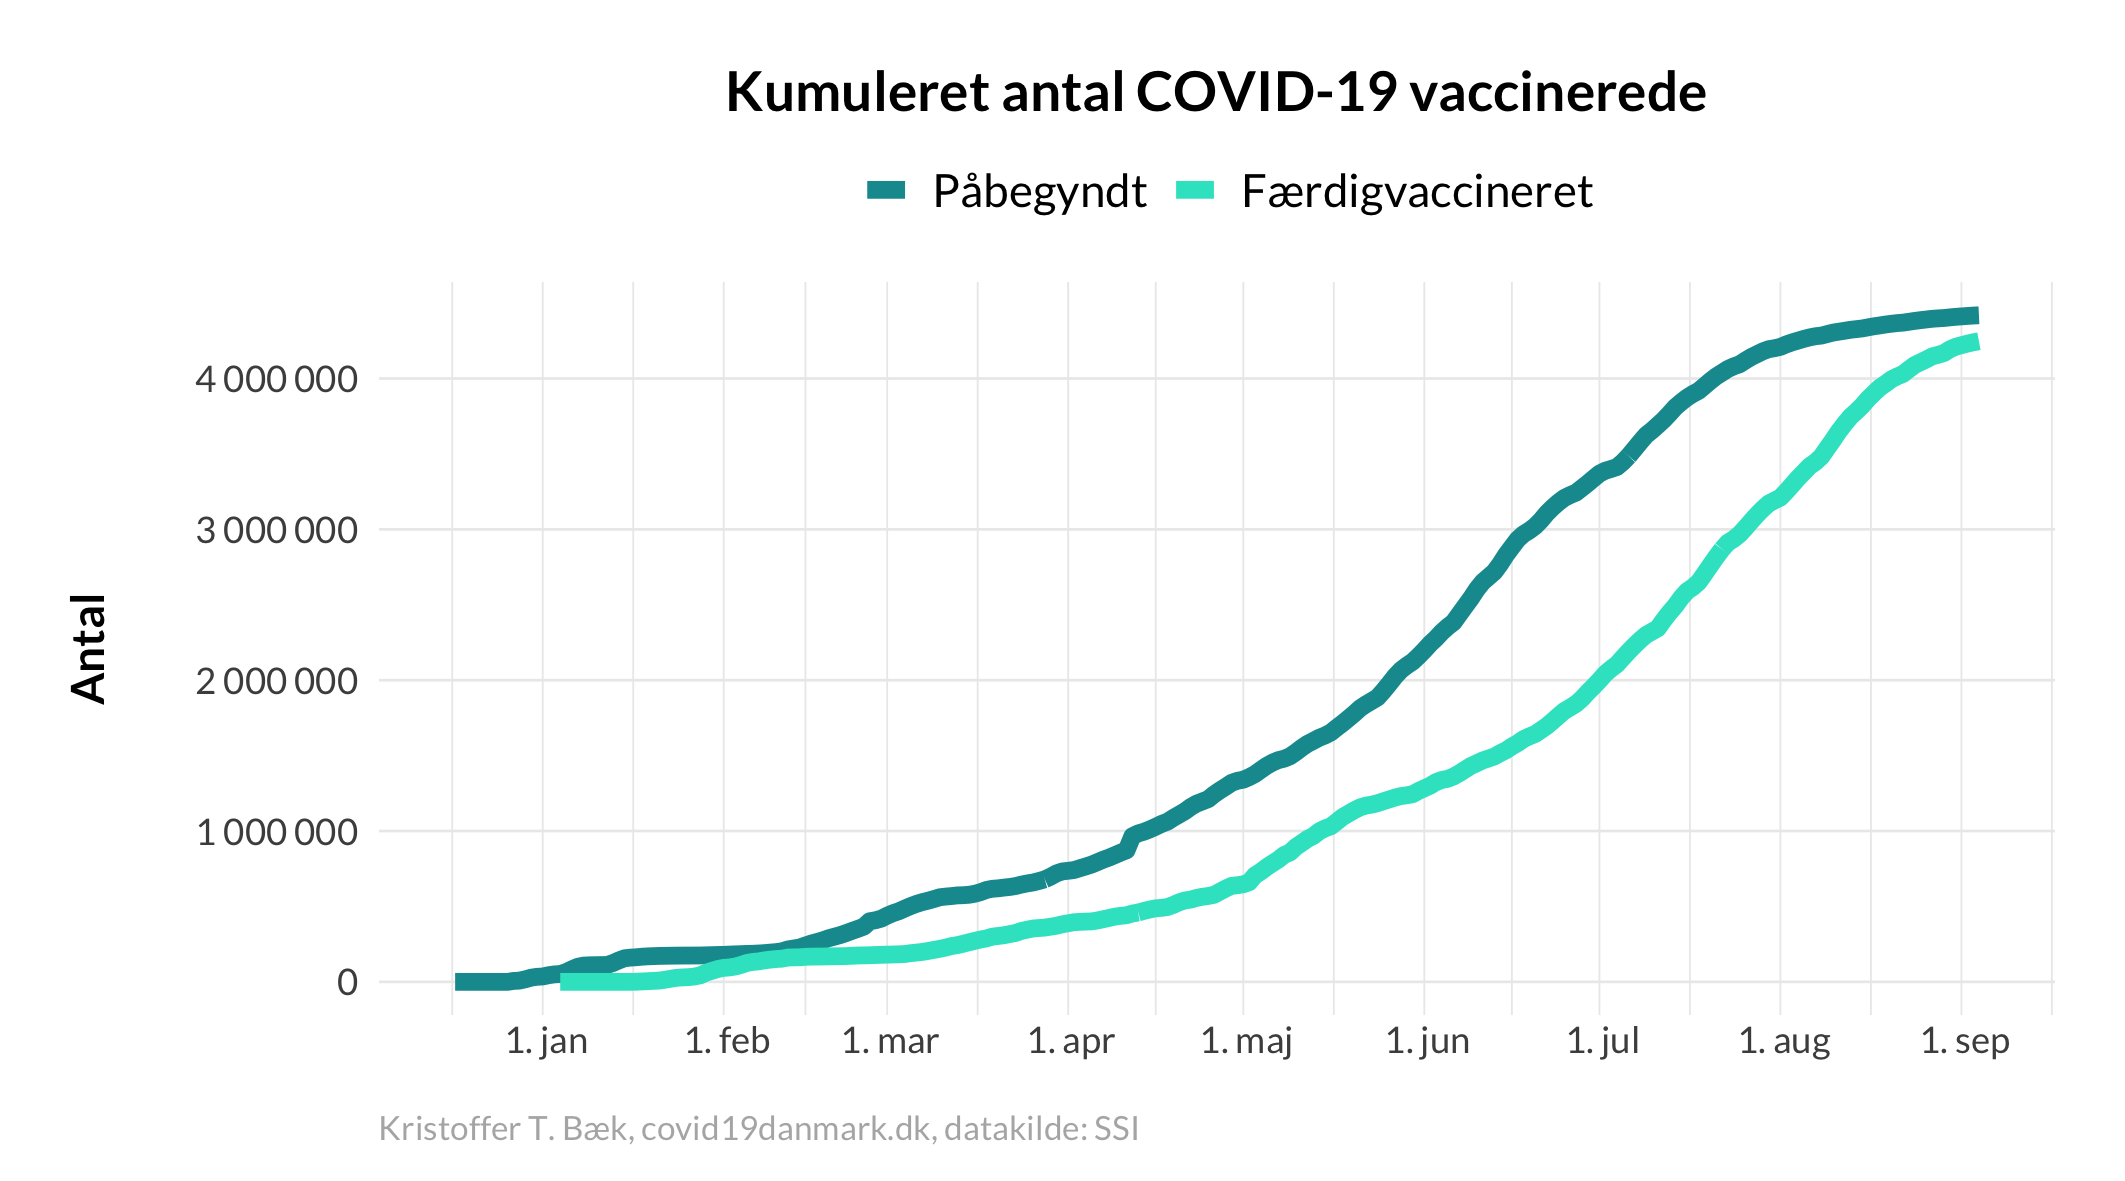 Kumuleret antal COVID-19 vaccinerede
Påbegyndt Færdigvaccineret
Antal
4 000 000
3 000 000
2 000 000
1 000 000
0
1. jan 1. feb 1. mar 1. apr 1. maj 1. jun 1. jul 1. aug 1. sep
Kristoffer T. Bæk, covid19danmark.dk, datakilde: SSI